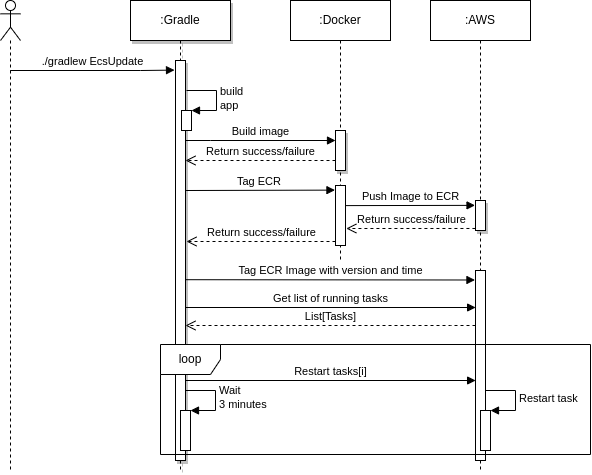 :Gradle
:Docker
:AWS
./gradlew EcsUpdate
build
app
Build image
Return success/failure
Tag ECR
Push Image to ECR
Return success/failure
Return success/failure
Tag ECR Image with version and time
Get list of running tasks
List[Tasks]
loop
Restart tasks[i]
Wait
3 minutes
Restart task